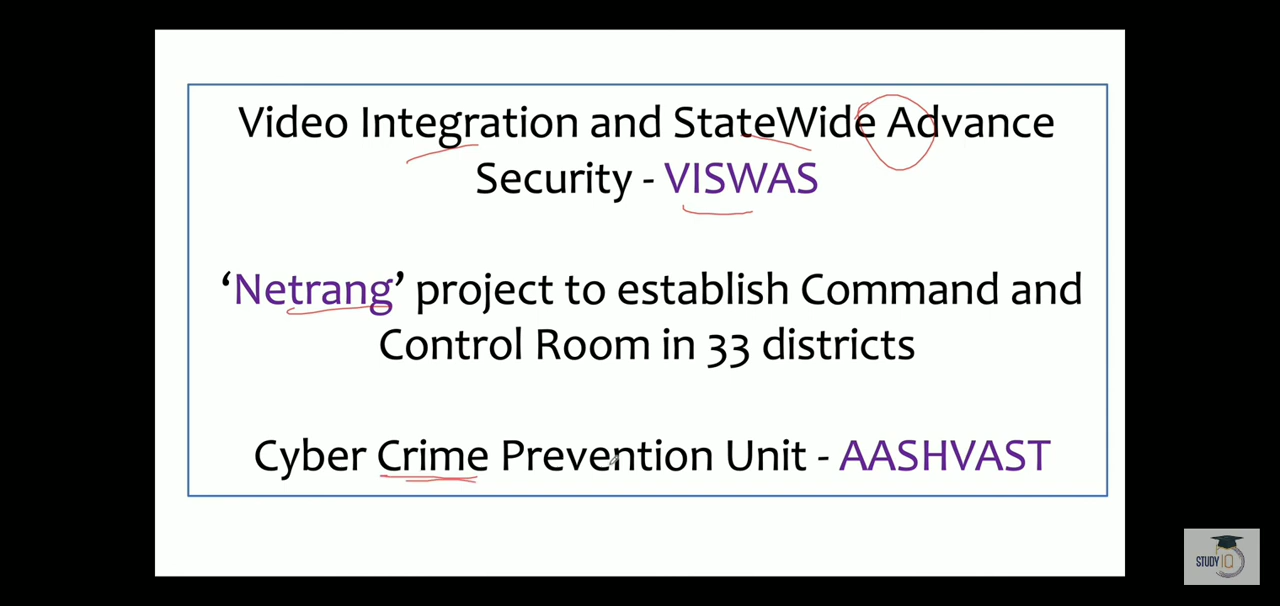 Video Integration and StateWide Advance
Security - VISWAS
‘Netrang’ project to establish Command and
Control Room in 33 districts
Cyber Crime Prevention Unit - AASHVAST
STUDY IQ